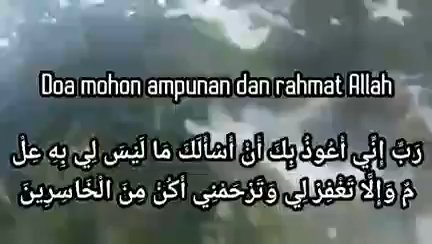 Doa mohon ampunan dan rahmat Allah
رَبِّ إِنِّي أَعُوذُ بِكَ أَنْ أَسْأَلَكَ مَا لَيْسَ لِي بِهِ عِلْ
مٌ وَإِلَّا تَغْفِرْ لِي وَتَرْحَمْنِي أَكُنْ مِنَ الْخَاسِرِينَ